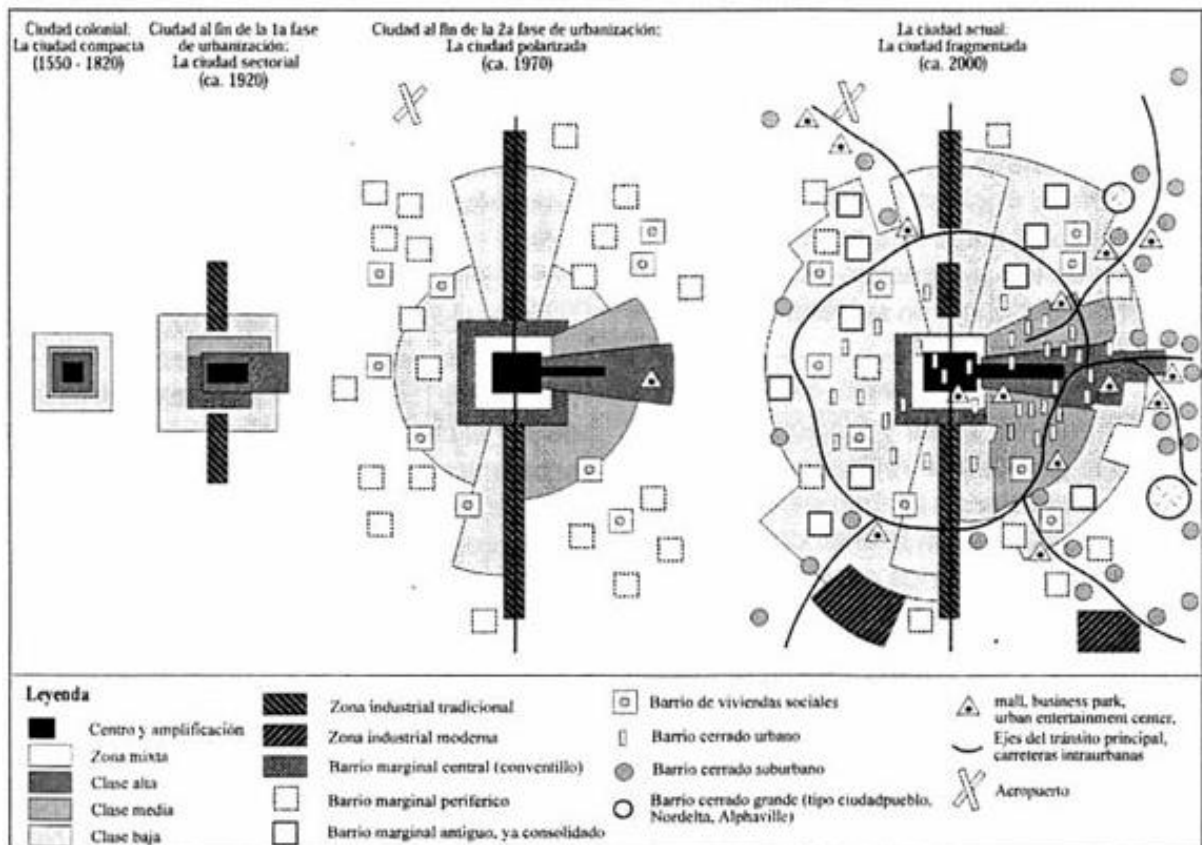 Ciudad colonial:
La ciudad compacta
(1550 - 1820)
Ciudad al fin de la 1a fase
de urbanización:
La ciudad sectorial
(ca. 1920)
Ciudad al fin de la 2a fase de urbanización:
La ciudad polarizada
(ca. 1970)
La ciudad actual:
La ciudad fragmentada
(ca. 2000)
Leyenda
Centro y amplificación
Zona mixta
Clase alta
Clase media
Clase baja
Zona industrial tradicional
Zona industrial moderna
Barrio marginal central (conventillo)
Barrio marginal periferico
Barrio marginal antiguo, ya consolidado
Barrio de viviendas sociales
Barrio cerrado urbano
Barrio cerrado suburbano
Barrio cerrado grande (tipo ciudadpueblo,
Nordelta, Alphaville)
mall, business park,
urban entertainment center,
Ejes del tránsito principal,
carreteras intraurbanas
Aeropuerto